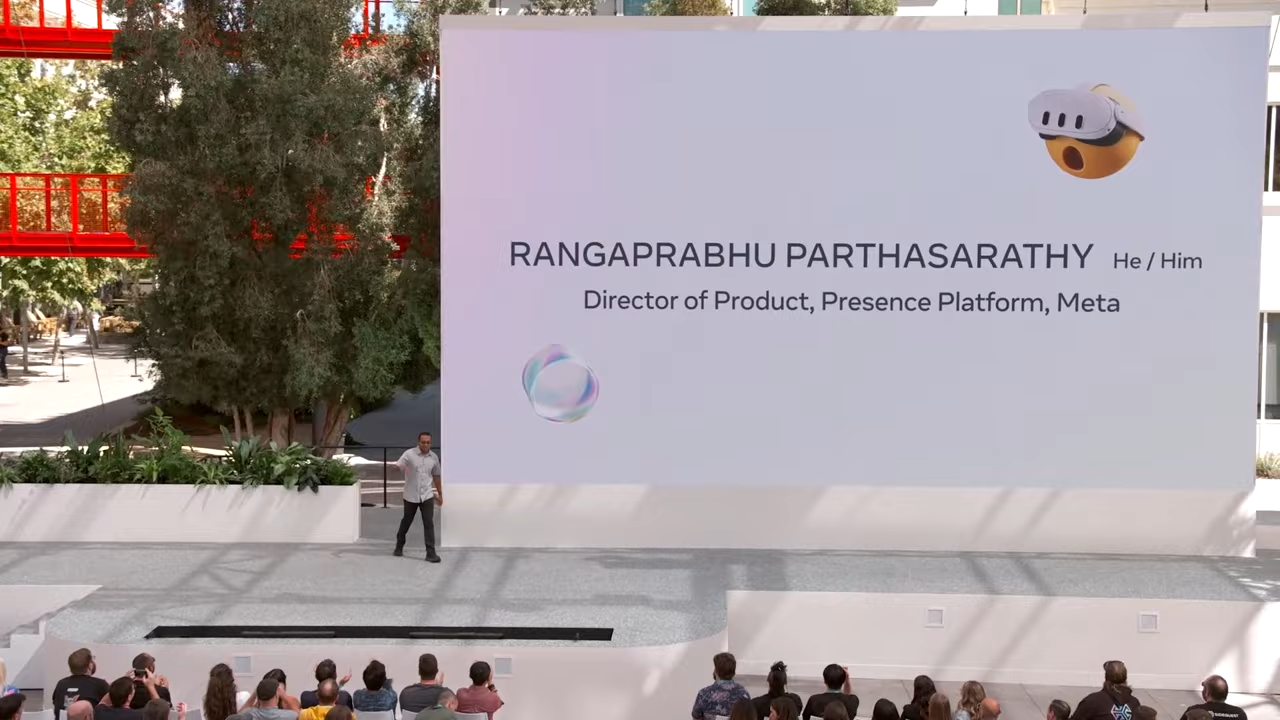 RANGAPRABHU PARTHASARATHY He / Him
Director of Product, Presence Platform, Meta